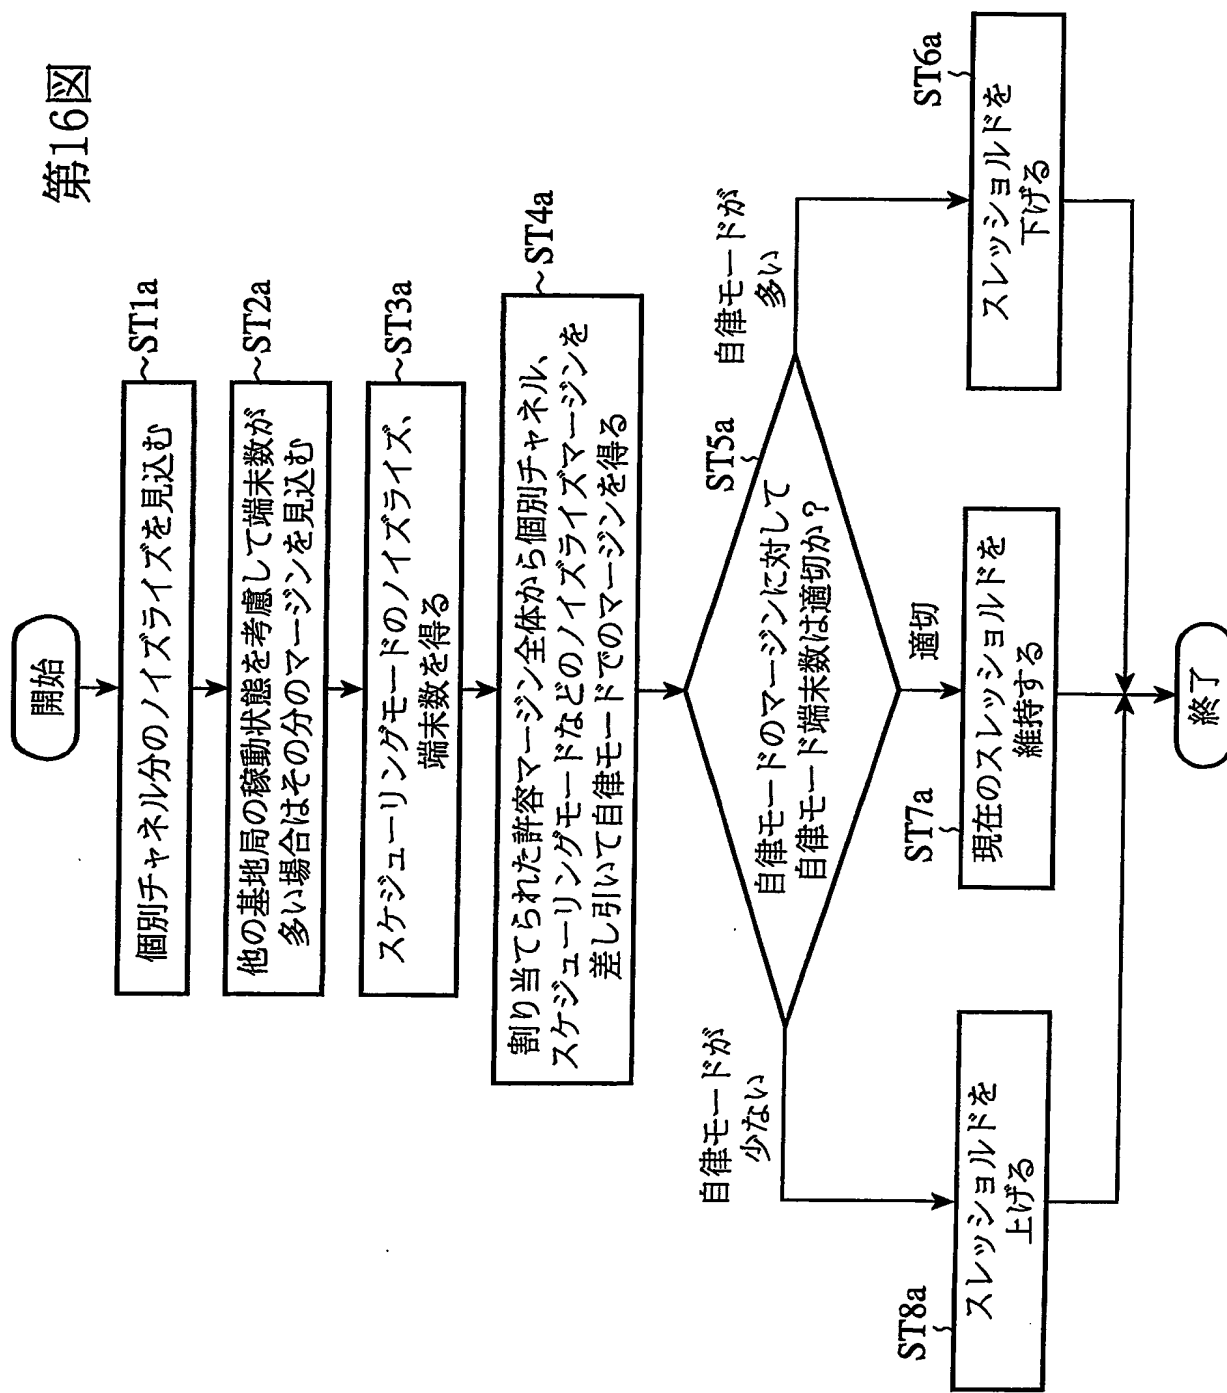 第16図
開始
個別チャネル分のノイズライズを見込む
~ST1a
他の基地局の稼動状態を考慮して端末数が
多い場合はその分のマージンを見込む
~ST2a
スケジューリングモードのノイズライズ、
端末数を得る
~ST3a
割り当てられた許容マージン全体から個別チャネル、
スケジューリングモードなどのノイズライズマージンを
差し引いて自律モードでのマージンを得る
~ST4a
自律モードのマージンに対して
自律モード端末数は適切か?
ST5a
自律モードが
少ない
適切
自律モードが
多い
ST8a
スレッショルドを
上げる
ST7a
現在のスレッショルドを
維持する
ST6a
スレッショルドを
下げる
終了